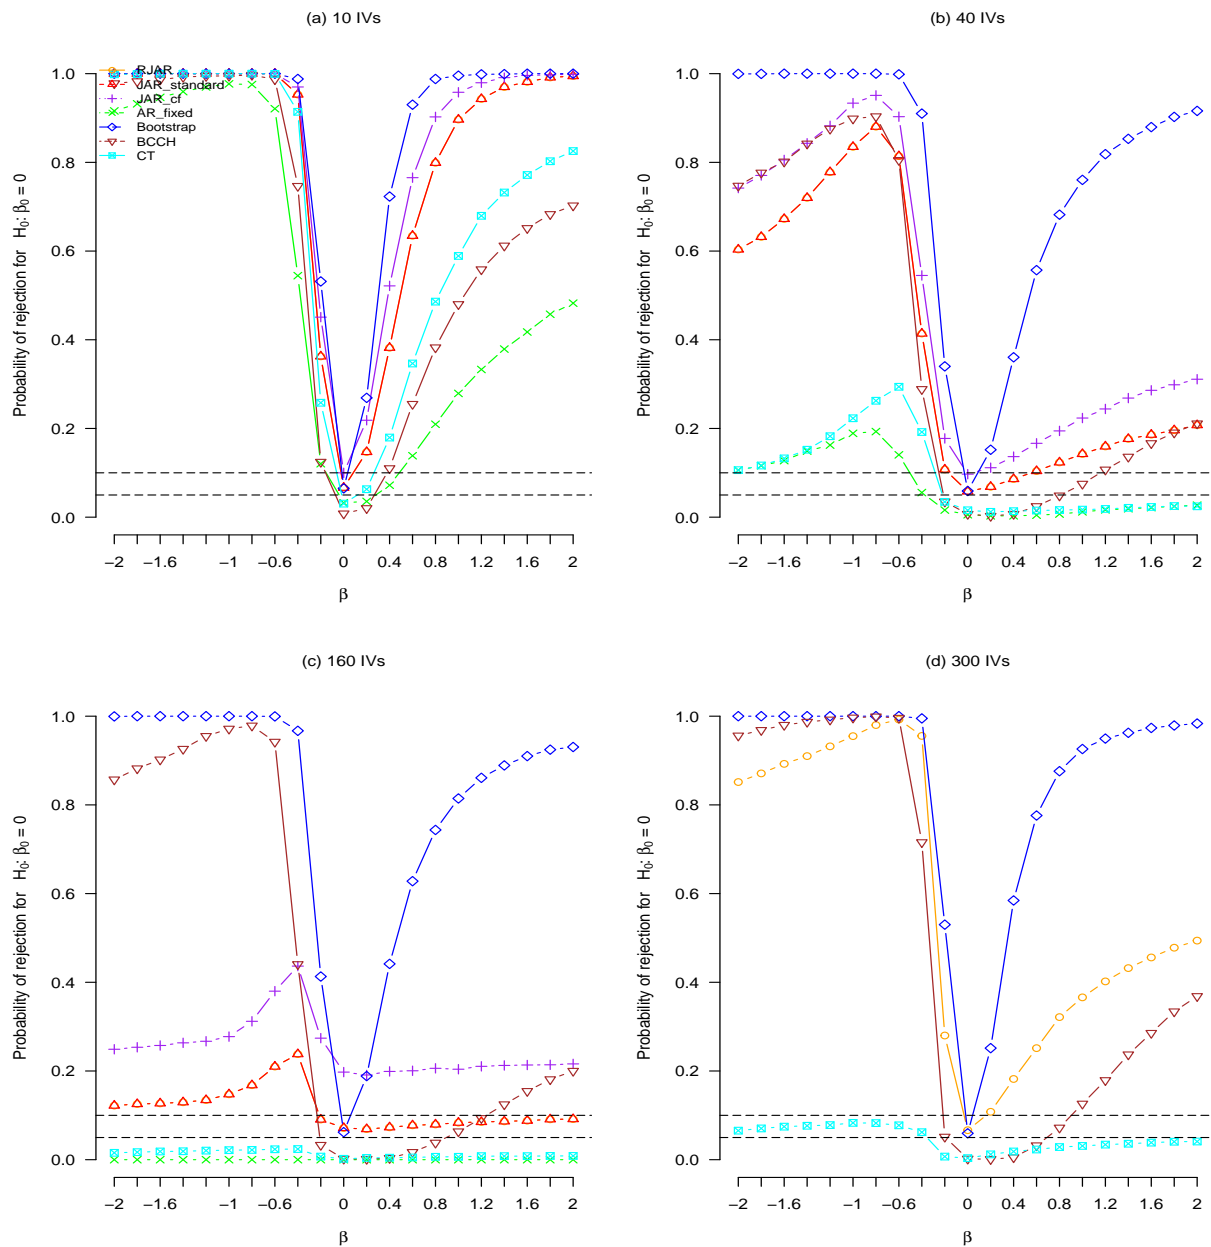 (a) 10 IVs
Probability of rejection for H₀: β₀ = 0
1.0
0.8
0.6
0.4
0.2
0.0
RJAR
JAR_standard
JAR_cf
AR_fixed
Bootstrap
BCCH
CT
−2 −1.6 −1 −0.6 0 0.4 0.8 1.2 1.6 2
β
(b) 40 IVs
Probability of rejection for H₀: β₀ = 0
1.0
0.8
0.6
0.4
0.2
0.0
−2 −1.6 −1 −0.6 0 0.4 0.8 1.2 1.6 2
β
(c) 160 IVs
Probability of rejection for H₀: β₀ = 0
1.0
0.8
0.6
0.4
0.2
0.0
−2 −1.6 −1 −0.6 0 0.4 0.8 1.2 1.6 2
β
(d) 300 IVs
Probability of rejection for H₀: β₀ = 0
1.0
0.8
0.6
0.4
0.2
0.0
−2 −1.6 −1 −0.6 0 0.4 0.8 1.2 1.6 2
β